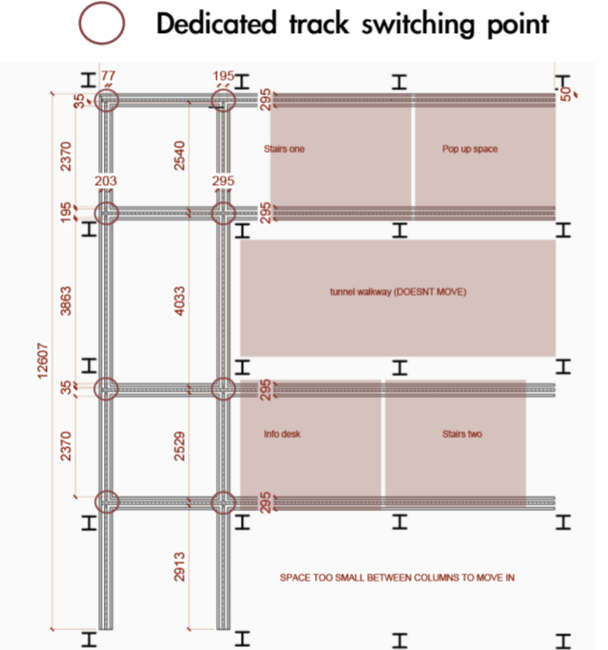 Dedicated track switching point
77
195
35
295
50
2370
2540
Stairs one
Pop up space
203
295
195
295
tunnel walkway (DOESNT MOVE)
3863
4033
12607
35
295
2370
2529
Info desk
Stairs two
295
2913
SPACE TOO SMALL BETWEEN COLUMNS TO MOVE IN